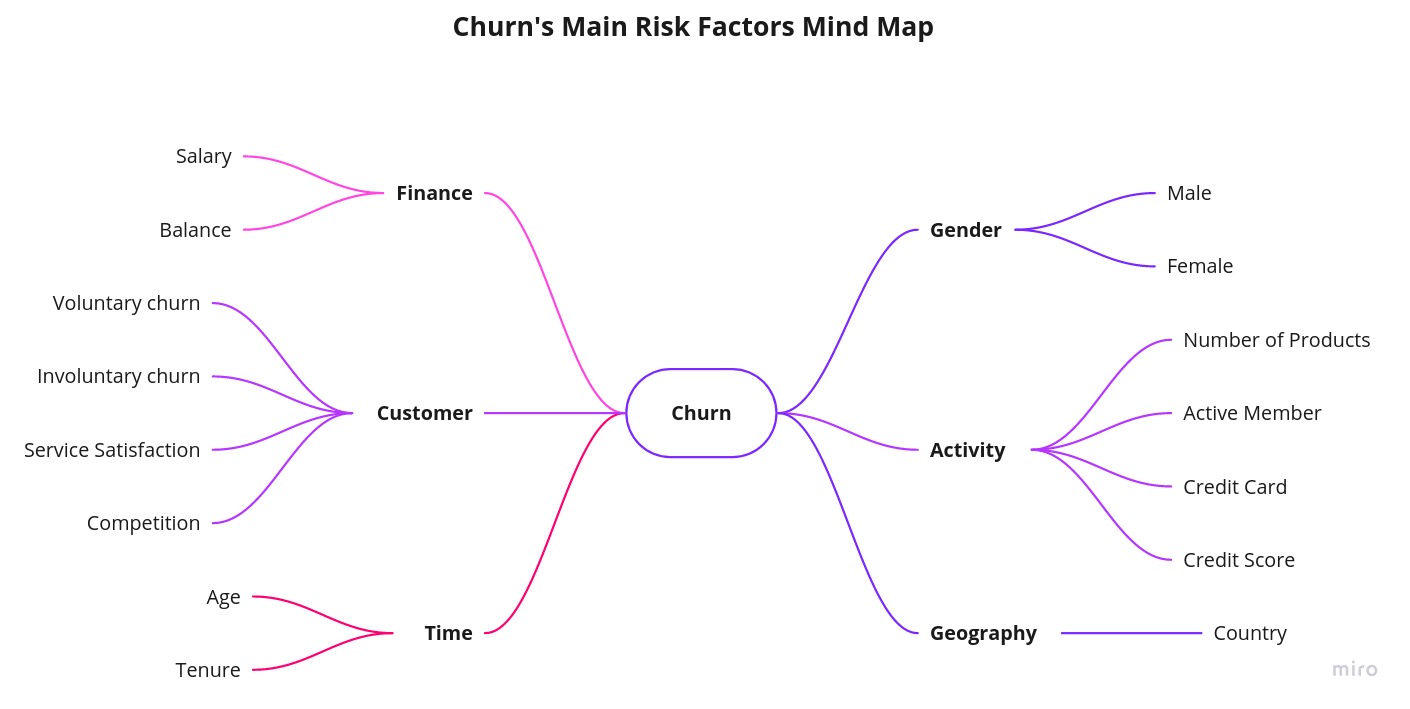 Churn's Main Risk Factors Mind Map
Salary
Balance
Finance
Voluntary churn
Involuntary churn
Service Satisfaction
Competition
Customer
Age
Tenure
Time
Churn
Gender
Male
Female
Activity
Number of Products
Active Member
Credit Card
Credit Score
Geography
Country
miro